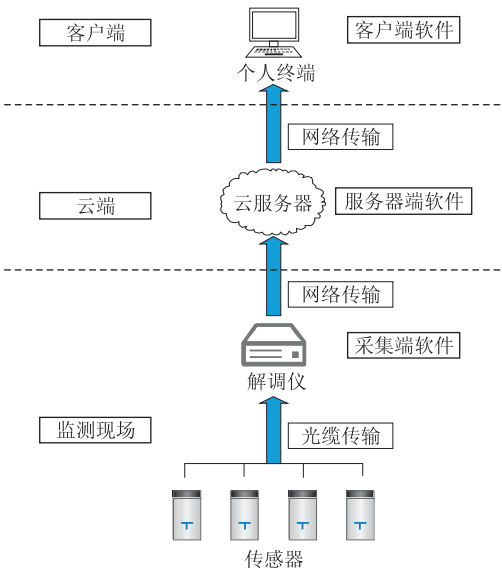 客户端
客户端软件
个人终端
网络传输
云端
云服务器
服务器端软件
网络传输
采集端软件
解调仪
监测现场
光缆传输
传感器